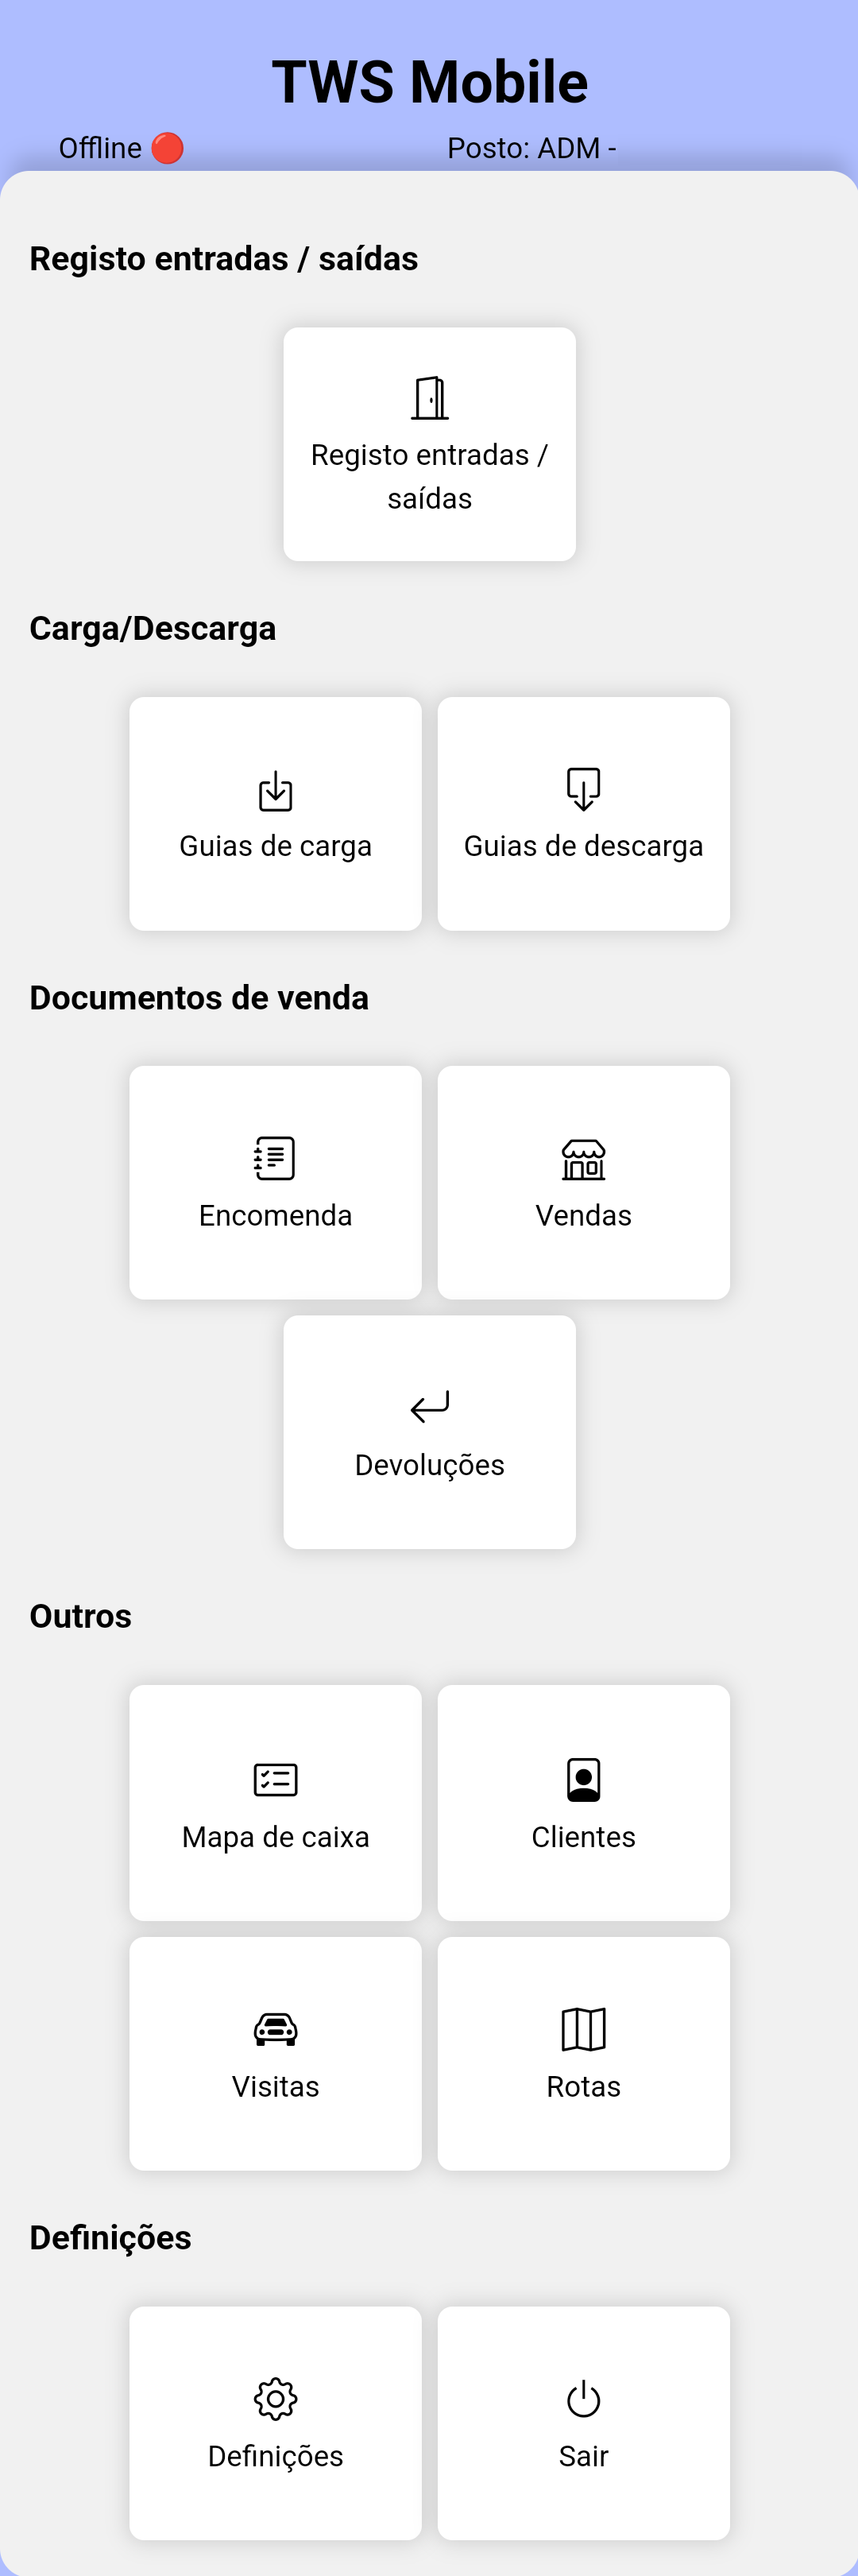 TWS Mobile
Offline 🔴
Posto: ADM -
Registo entradas / saídas
Registo entradas /
saídas
Carga/Descarga
Guias de carga
Guias de descarga
Documentos de venda
Encomenda
Vendas
Devoluções
Outros
Mapa de caixa
Clientes
Visitas
Rotas
Definições
Definições
Sair